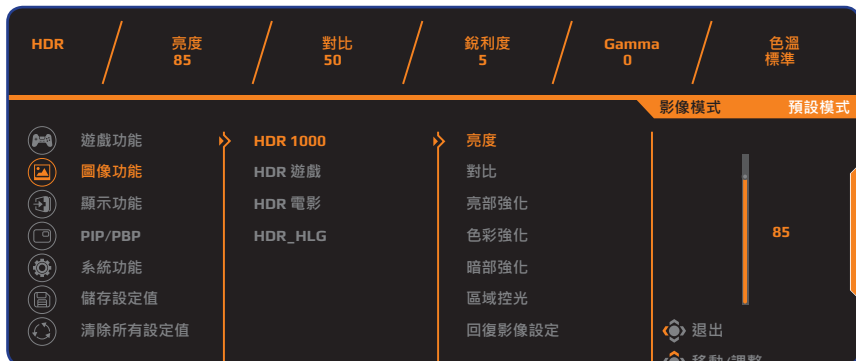 HDR 亮度 對比 銳利度 Gamma 色溫
85 50 5 0 標準
影像模式 預設模式
遊戲功能 HDR 1000 亮度
圖像功能 HDR 遊戲 對比
顯示功能 HDR 電影 亮部強化
PIP/PBP HDR_HLG 色彩強化 85
系統功能 暗部強化
儲存設定值 區域控光
清除所有設定值 回復影像設定 退出
移動/調整